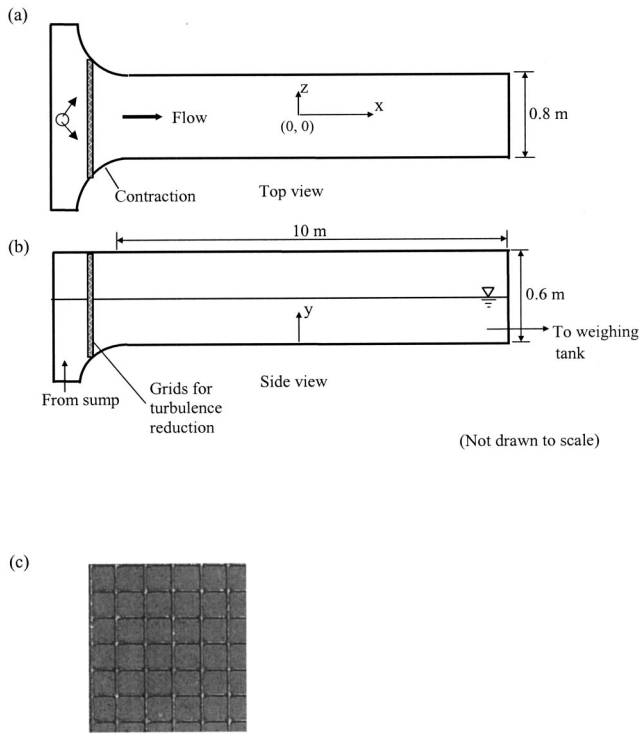 (a)
z
x
(0, 0)
Flow
0.8 m
Contraction
Top view
10 m
(b)
0.6 m
y
To weighing
tank
From sump
Grids for
turbulence
reduction
Side view
(Not drawn to scale)
(c)